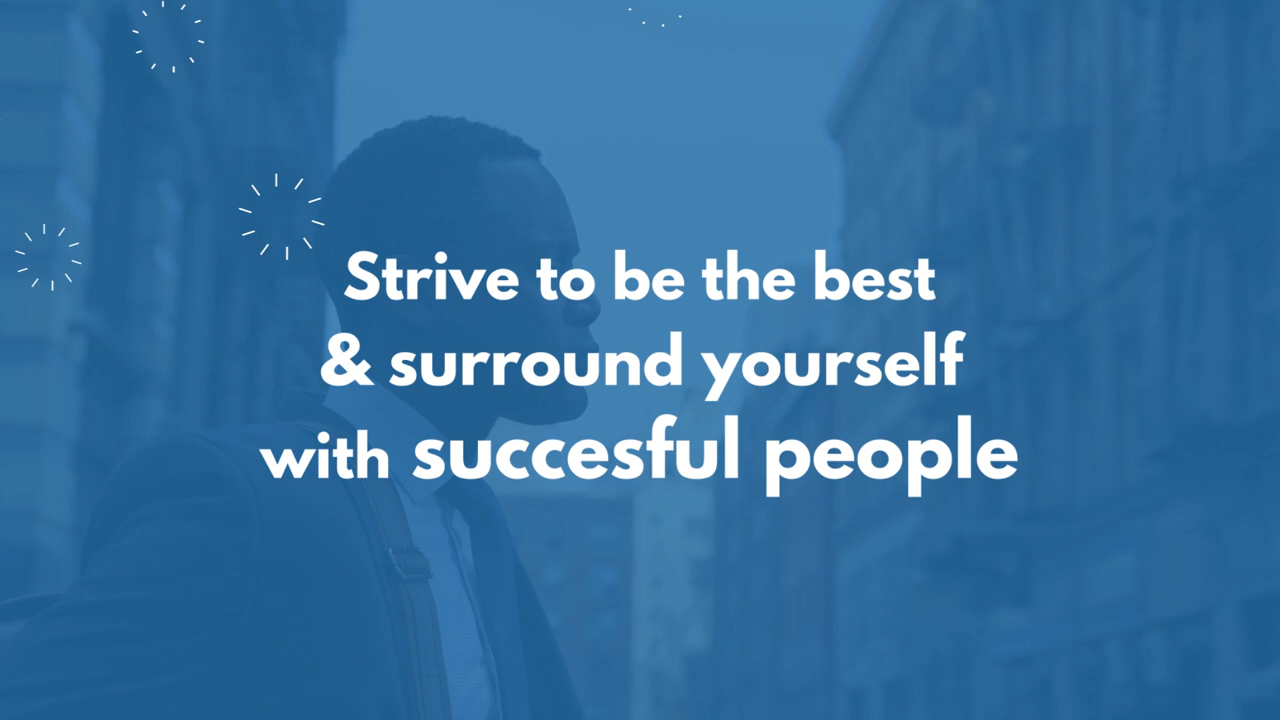 Strive to be the best
& surround yourself
with succesful people